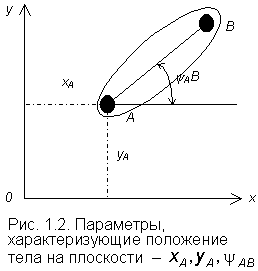 y
B
x_A
ψ_AB
A
y_A
0
x
Рис. 1.2. Параметры,
характеризующие положение
тела на плоскости – x_A, y_A, ψ_AB